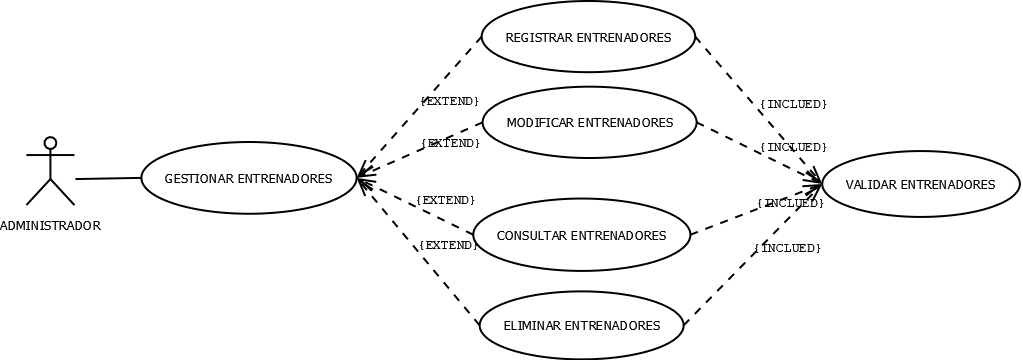 REGISTRAR ENTRENADORES
{EXTEND}
{INCLUED}
MODIFICAR ENTRENADORES
{EXTEND}
{INCLUED}
GESTIONAR ENTRENADORES
VALIDAR ENTRENADORES
ADMINISTRADOR
{EXTEND}
{INCLUED}
CONSULTAR ENTRENADORES
{EXTEND}
{INCLUED}
ELIMINAR ENTRENADORES